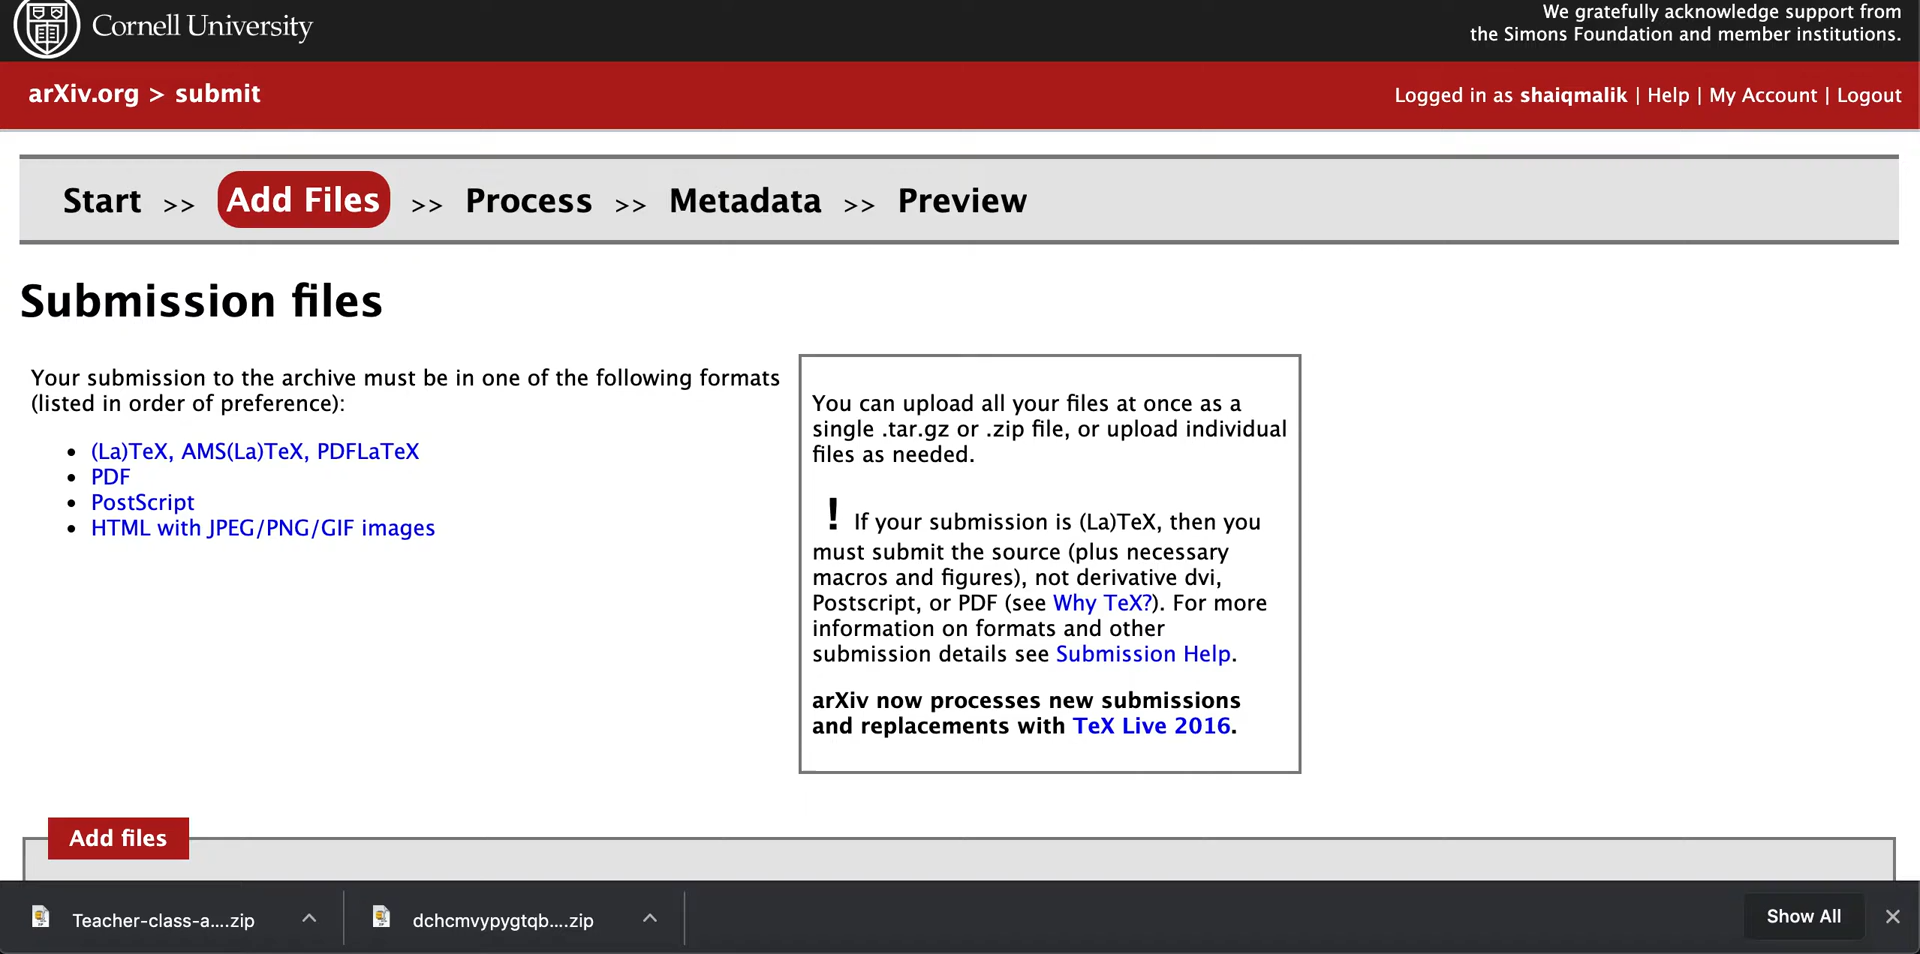 Cornell University
We gratefully acknowledge support from
the Simons Foundation and member institutions.
arXiv.org > submit
Logged in as shaiqmalik | Help | My Account | Logout
Start >> Add Files >> Process >> Metadata >> Preview
Submission files
Your submission to the archive must be in one of the following formats
(listed in order of preference):
(La)TeX, AMS(La)TeX, PDFLaTeX
PDF
PostScript
HTML with JPEG/PNG/GIF images
You can upload all your files at once as a
single .tar.gz or .zip file, or upload individual
files as needed.
! If your submission is (La)TeX, then you
must submit the source (plus necessary
macros and figures), not derivative dvi,
Postscript, or PDF (see Why TeX?). For more
information on formats and other
submission details see Submission Help.
arXiv now processes new submissions
and replacements with TeX Live 2016.
Add files
Teacher-class-a....zip
dchcmvypygtqb....zip
Show All